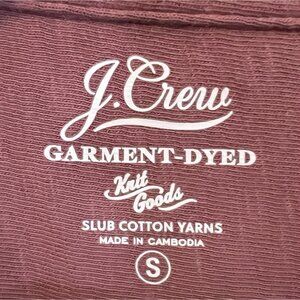 J.Crew
GARMENT-DYED
Knit
Goods
SLUB COTTON YARNS
MADE IN CAMBODIA
S